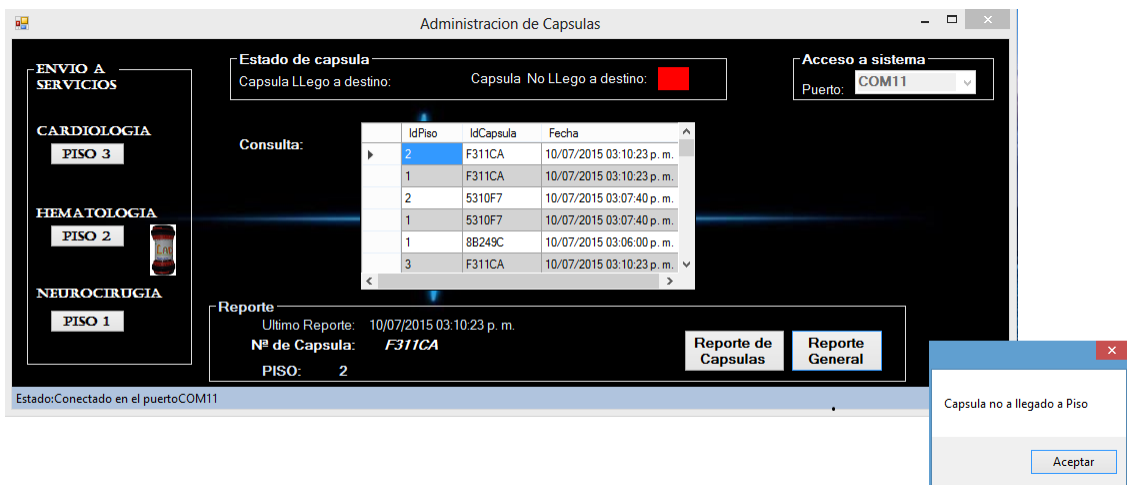 Administracion de Capsulas
ENVIO A
SERVICIOS
CARDIOLOGIA
PISO 3
HEMATOLOGIA
PISO 2
NEUROCIRUGIA
PISO 1
Estado de capsula
Capsula LLego a destino:
Capsula No LLego a destino:
Acceso a sistema
Puerto: COM11
Consulta:
IdPiso IdCapsula Fecha
2 F311CA 10/07/2015 03:10:23 p. m.
1 F311CA 10/07/2015 03:10:23 p. m.
2 5310F7 10/07/2015 03:07:40 p. m.
1 5310F7 10/07/2015 03:07:40 p. m.
1 8B249C 10/07/2015 03:06:00 p. m.
3 F311CA 10/07/2015 03:10:23 p. m.
Reporte
Ultimo Reporte: 10/07/2015 03:10:23 p. m.
Nª de Capsula: F311CA
PISO: 2
Reporte de
Capsulas
Reporte
General
Estado:Conectado en el puertoCOM11
Capsula no a llegado a Piso
Aceptar